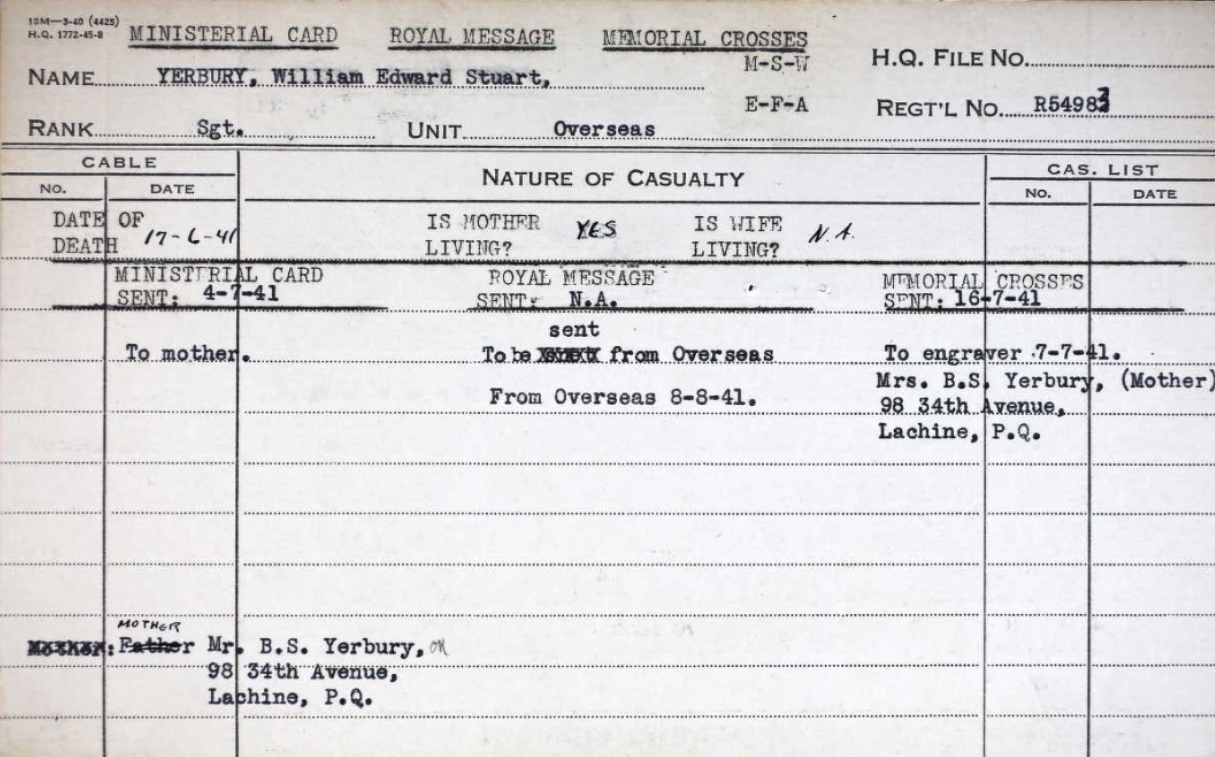 10M—3-40 (4425)
H.Q. 1772-45-8
MINISTERIAL CARD ROYAL MESSAGE MEMORIAL CROSSES
M-S-W
H.Q. FILE NO.
NAME YERBURY, William Edward Stuart,
E-F-A
REGT'L NO. R54983
RANK Sgt. UNIT Overseas
CABLE
NATURE OF CASUALTY
CAS. LIST
NO. DATE
NO. DATE
DATE OF
DEATH 17-6-41
IS MOTHER
LIVING? YES
IS WIFE
LIVING? N.A.
MINISTERIAL CARD
SENT: 4-7-41
ROYAL MESSAGE
SENT: N.A.
MEMORIAL CROSSES
SENT: 16-7-41
To mother.
sent
To be from Overseas
From Overseas 8-8-41.
To engraver 7-7-41.
Mrs. B.S. Yerbury, (Mother)
98 34th Avenue,
Lachine, P.Q.
MOTHER
Mother: Father Mr. B.S. Yerbury, OK
98 34th Avenue,
Lachine, P.Q.